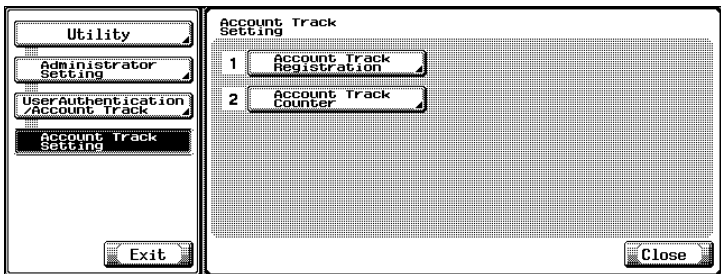 Utility
Administrator
Setting
UserAuthentication
/Account Track
Account Track
Setting
Exit
Account Track
Setting
1 Account Track
Registration
2 Account Track
Counter
Close